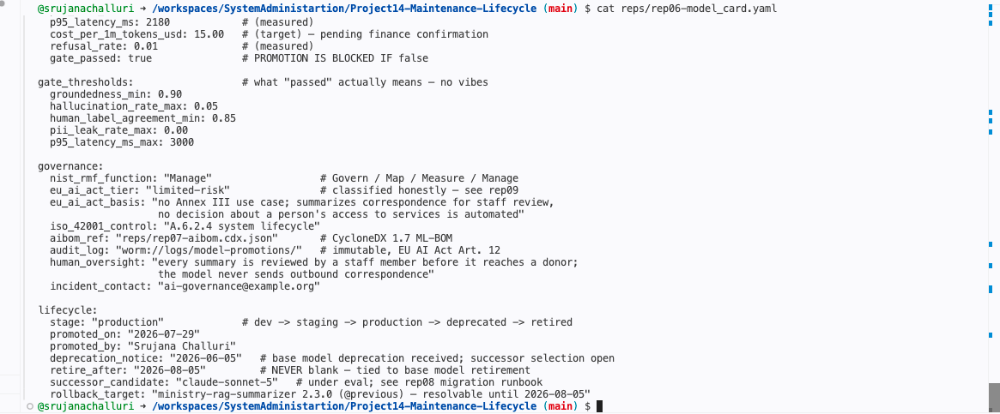 @srujanachalluri ➜ /workspaces/SystemAdministartion/Project14-Maintenance-Lifecycle (main) $ cat reps/rep06-model_card.yaml
  p95_latency_ms: 2180            # (measured)
  cost_per_1m_tokens_usd: 15.00   # (target) — pending finance confirmation
  refusal_rate: 0.01              # (measured)
  gate_passed: true               # PROMOTION IS BLOCKED IF false

gate_thresholds:                  # what "passed" actually means — no vibes
  groundedness_min: 0.90
  hallucination_rate_max: 0.05
  human_label_agreement_min: 0.85
  pii_leak_rate_max: 0.00
  p95_latency_ms_max: 3000

governance:
  nist_rmf_function: "Manage"                  # Govern / Map / Measure / Manage
  eu_ai_act_tier: "limited-risk"               # classified honestly — see rep09
  eu_ai_act_basis: "no Annex III use case; summarizes correspondence for staff review,
                    no decision about a person's access to services is automated"
  iso_42001_control: "A.6.2.4 system lifecycle"
  aibom_ref: "reps/rep07-aibom.cdx.json"       # CycloneDX 1.7 ML-BOM
  audit_log: "worm://logs/model-promotions/"   # immutable, EU AI Act Art. 12
  human_oversight: "every summary is reviewed by a staff member before it reaches a donor;
                    the model never sends outbound correspondence"
  incident_contact: "ai-governance@example.org"

lifecycle:
  stage: "production"             # dev -> staging -> production -> deprecated -> retired
  promoted_on: "2026-07-29"
  promoted_by: "Srujana Challuri"
  deprecation_notice: "2026-06-05"   # base model deprecation received; successor selection open
  retire_after: "2026-08-05"         # NEVER blank — tied to base model retirement
  successor_candidate: "claude-sonnet-5"   # under eval; see rep08 migration runbook
  rollback_target: "ministry-rag-summarizer 2.3.0 (@previous) — resolvable until 2026-08-05"
@srujanachalluri ➜ /workspaces/SystemAdministartion/Project14-Maintenance-Lifecycle (main) $